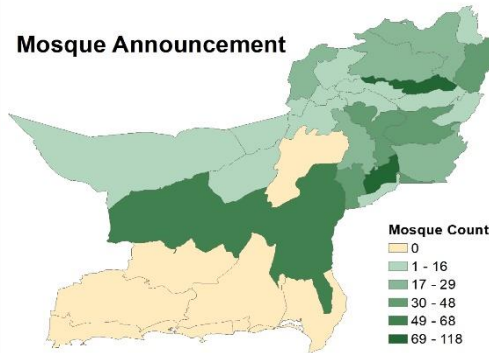 Mosque Announcement
Mosque Count
0
1 - 16
17 - 29
30 - 48
49 - 68
69 - 118